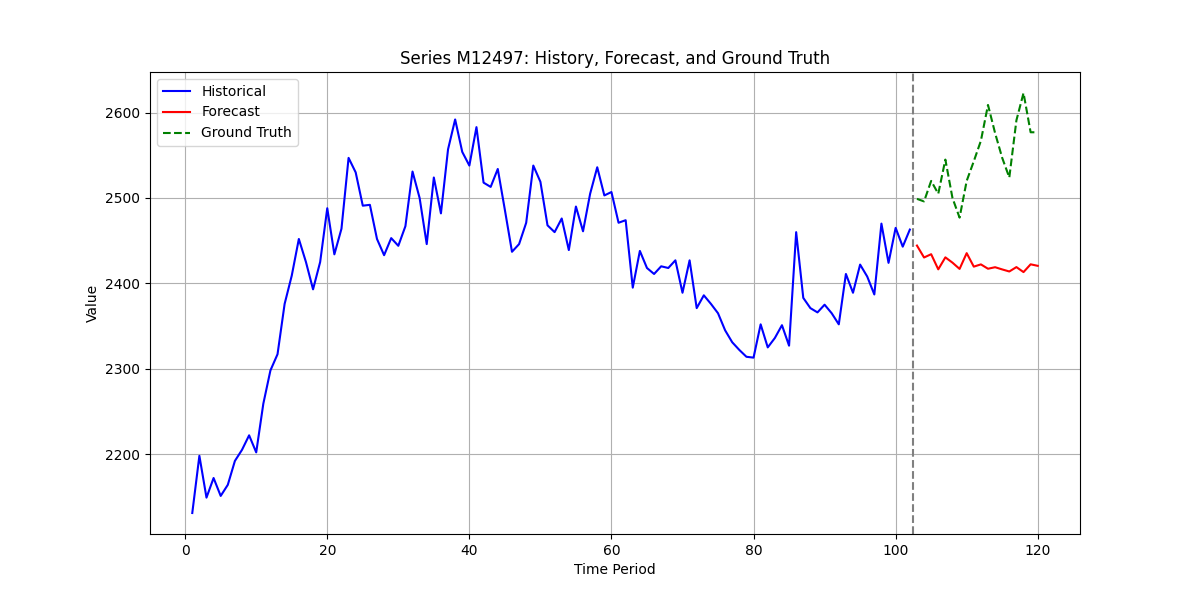 Series M12497: History, Forecast, and Ground Truth
Historical
Forecast
Ground Truth
2600
2500
2400
2300
2200
Value
0 20 40 60 80 100 120
Time Period